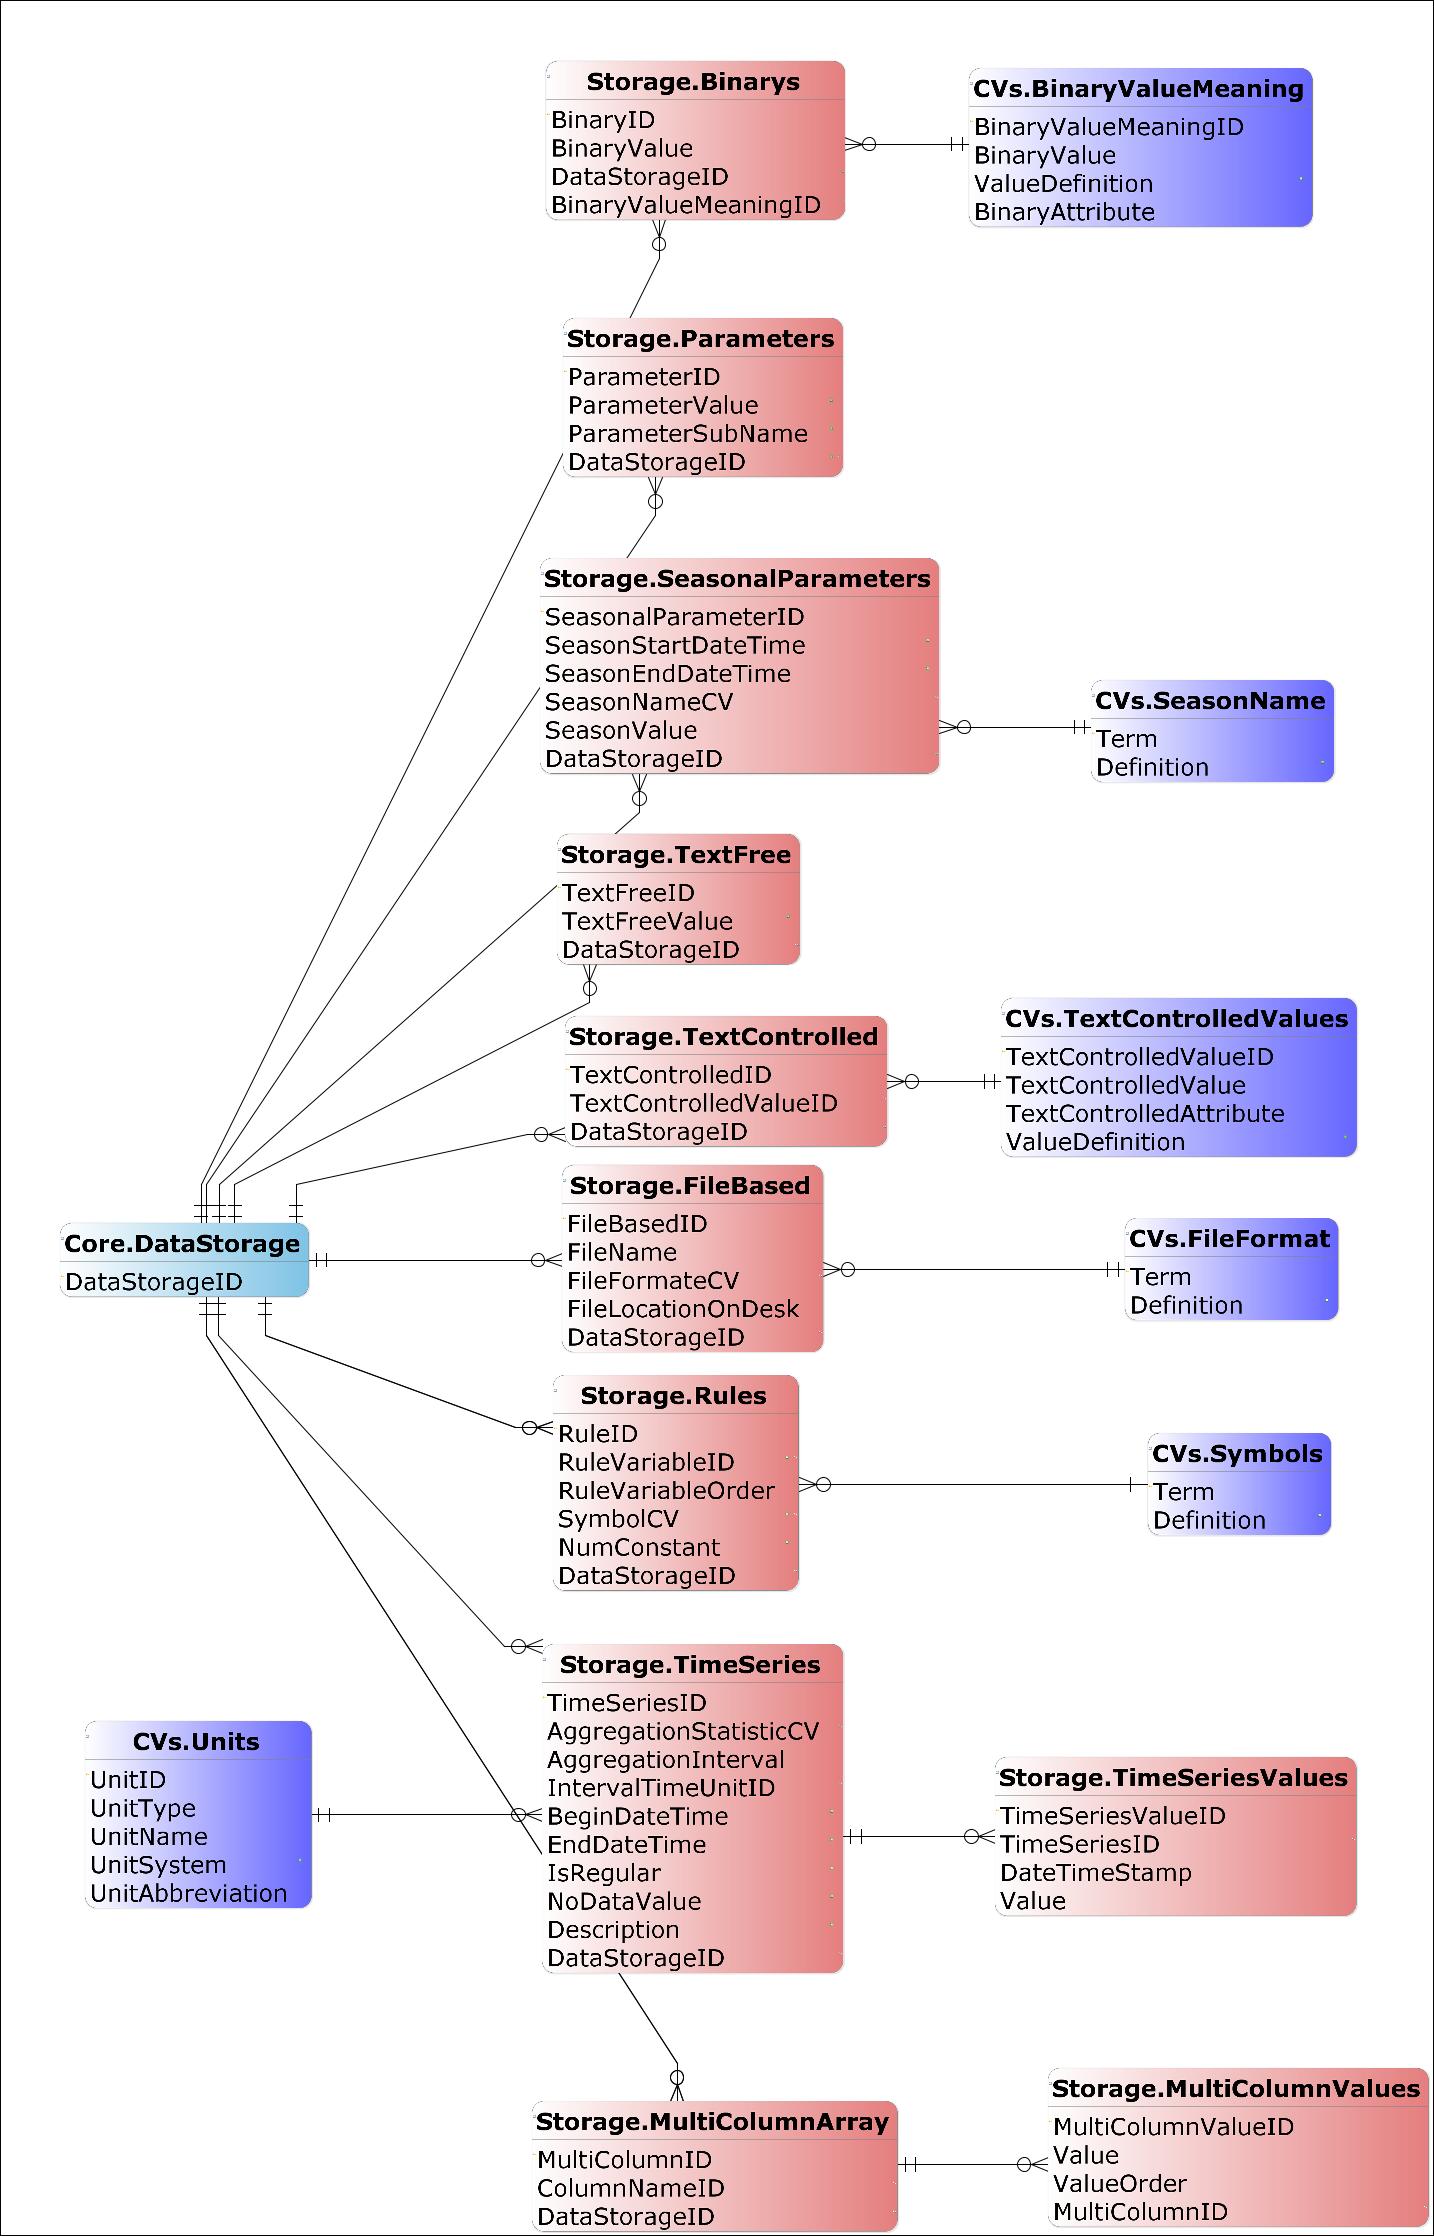 Storage.Binarys
BinaryID
BinaryValue
DataStorageID
BinaryValueMeaningID
CVs.BinaryValueMeaning
BinaryValueMeaningID
BinaryValue
ValueDefinition
BinaryAttribute
Storage.Parameters
ParameterID
ParameterValue
ParameterSubName
DataStorageID
Storage.SeasonalParameters
SeasonalParameterID
SeasonStartDateTime
SeasonEndDateTime
SeasonNameCV
SeasonValue
DataStorageID
CVs.SeasonName
Term
Definition
Storage.TextFree
TextFreeID
TextFreeValue
DataStorageID
Storage.TextControlled
TextControlledID
TextControlledValueID
DataStorageID
CVs.TextControlledValues
TextControlledValueID
TextControlledValue
TextControlledAttribute
ValueDefinition
Core.DataStorage
DataStorageID
Storage.FileBased
FileBasedID
FileName
FileFormateCV
FileLocationOnDesk
DataStorageID
CVs.FileFormat
Term
Definition
Storage.Rules
RuleID
RuleVariableID
RuleVariableOrder
SymbolCV
NumConstant
DataStorageID
CVs.Symbols
Term
Definition
CVs.Units
UnitID
UnitType
UnitName
UnitSystem
UnitAbbreviation
Storage.TimeSeries
TimeSeriesID
AggregationStatisticCV
AggregationInterval
IntervalTimeUnitID
BeginDateTime
EndDateTime
IsRegular
NoDataValue
Description
DataStorageID
Storage.TimeSeriesValues
TimeSeriesValueID
TimeSeriesID
DateTimeStamp
Value
Storage.MultiColumnArray
MultiColumnID
ColumnNameID
DataStorageID
Storage.MultiColumnValues
MultiColumnValueID
Value
ValueOrder
MultiColumnID